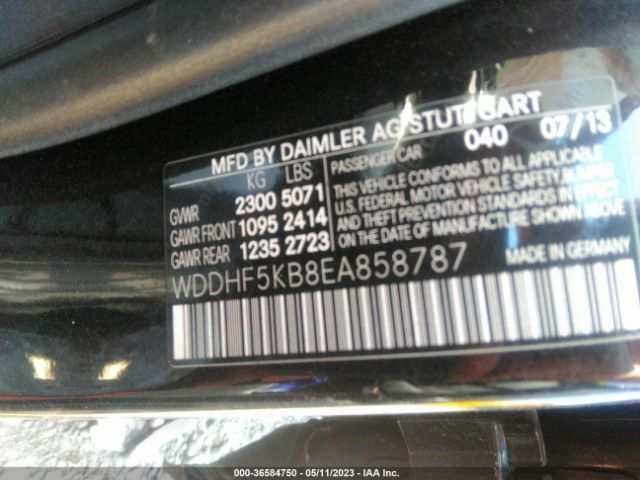 MFD BY DAIMLER AG STUTTGART
KG LBS
GVWR 2300 5071
GAWR FRONT 1095 2414
GAWR REAR 1235 2723
PASSENGER CAR 040 07/13
THIS VEHICLE CONFORMS TO ALL APPLICABLE
U.S. FEDERAL MOTOR VEHICLE SAFETY, BUMPER
AND THEFT PREVENTION STANDARDS IN EFFECT
ON THE DATE OF MANUFACTURE SHOWN ABOVE
WDDHF5KB8EA858787
MADE IN GERMANY
000-36584750 - 05/11/2023 - IAA Inc.